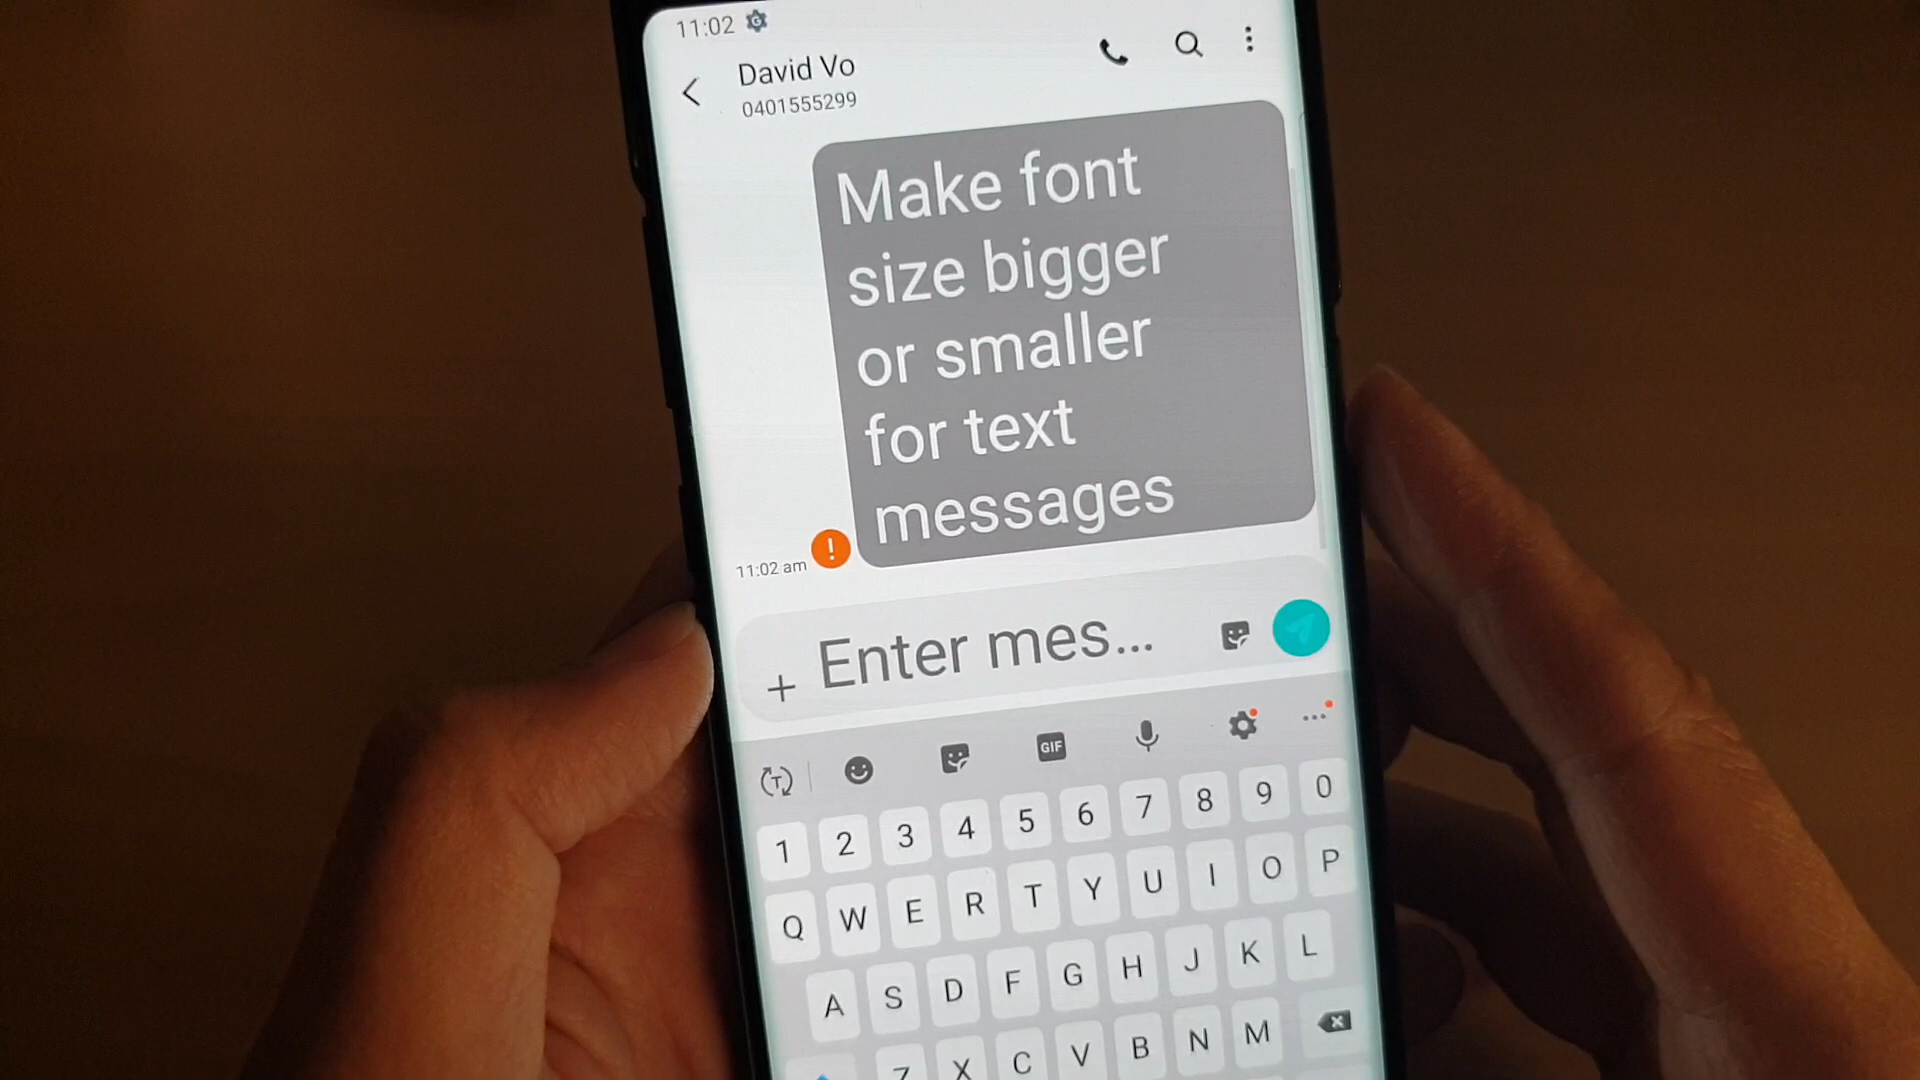 11:02
David Vo
0401555299
Make font
size bigger
or smaller
for text
messages
11:02 am !
+ Enter mes...
T GIF
1 2 3 4 5 6 7 8 9 0
Q W E R T Y U I O P
A S D F G H J K L
Z X C V B N M